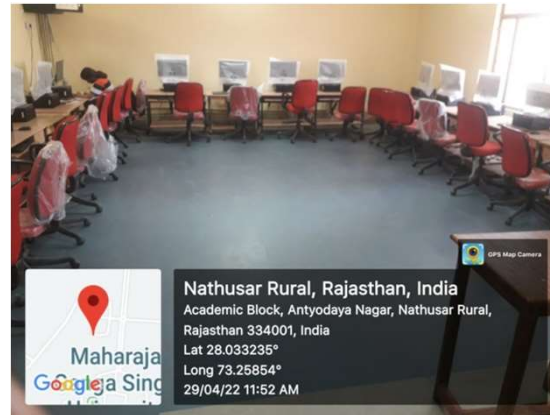 GPS Map Camera
Nathusar Rural, Rajasthan, India
Academic Block, Antyodaya Nagar, Nathusar Rural,
Rajasthan 334001, India
Lat 28.033235°
Long 73.25854°
29/04/22 11:52 AM
Maharaja
Google
Sing